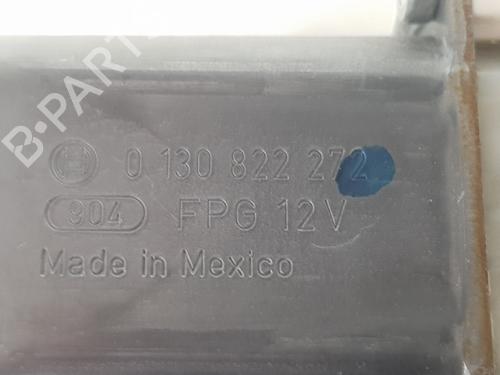 B-PARTS
0 130 822 272
304 FPG 12V
Made in Mexico